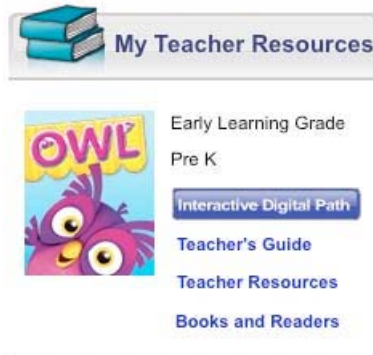 My Teacher Resources
OWL
Early Learning Grade
Pre K
Interactive Digital Path
Teacher's Guide
Teacher Resources
Books and Readers